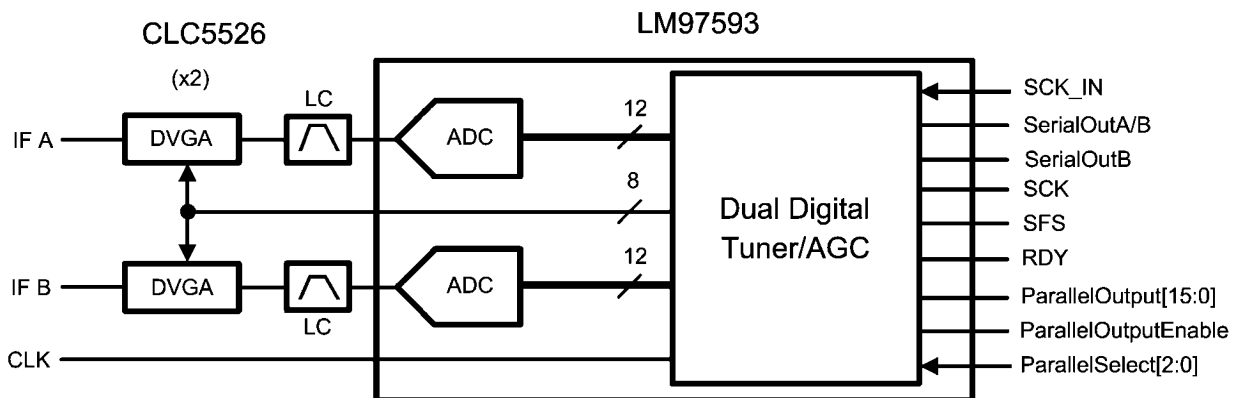 CLC5526
(x2)
LM97593
IF A
DVGA
LC
ADC
12
8
IF B
DVGA
LC
ADC
12
CLK
Dual Digital
Tuner/AGC
SCK_IN
SerialOutA/B
SerialOutB
SCK
SFS
RDY
ParallelOutput[15:0]
ParallelOutputEnable
ParallelSelect[2:0]